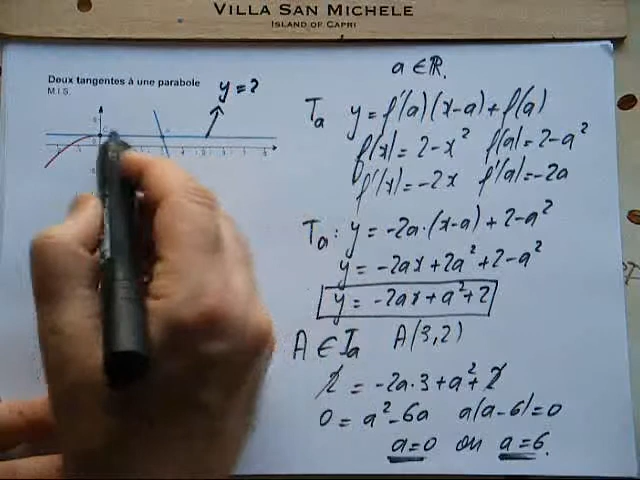 VILLA SAN MICHELE
ISLAND OF CAPRI
Deux tangentes à une parabole
M.I.S.
y = ?
a ∈ ℝ.
Ta y = f'(a)(x-a) + f(a)
f(x) = 2-x² f(a) = 2-a²
f'(x) = -2x f'(a) = -2a
Ta : y = -2a·(x-a) + 2-a²
y = -2ax + 2a² + 2-a²
y = -2ax + a² + 2
A ∈ Ta A(3,2)
2 = -2a·3 + a² + 2
0 = a² - 6a a(a-6) = 0
a=0 ou a=6.